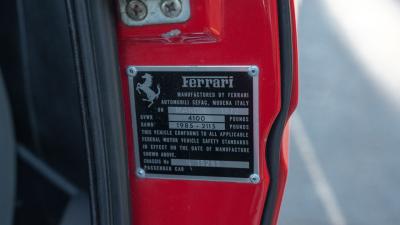 Ferrari
MANUFACTURED BY FERRARI
AUTOMOBILI SEFAC, MODENA ITALY
ON
GVWR 4100 POUNDS
GAWR 1985-2115 POUNDS
THIS VEHICLE CONFORMS TO ALL APPLICABLE
FEDERAL MOTOR VEHICLE SAFETY STANDARDS
IN EFFECT ON THE DATE OF MANUFACTURE
SHOWN ABOVE.
CHASSIS No
PASSENGER CAR